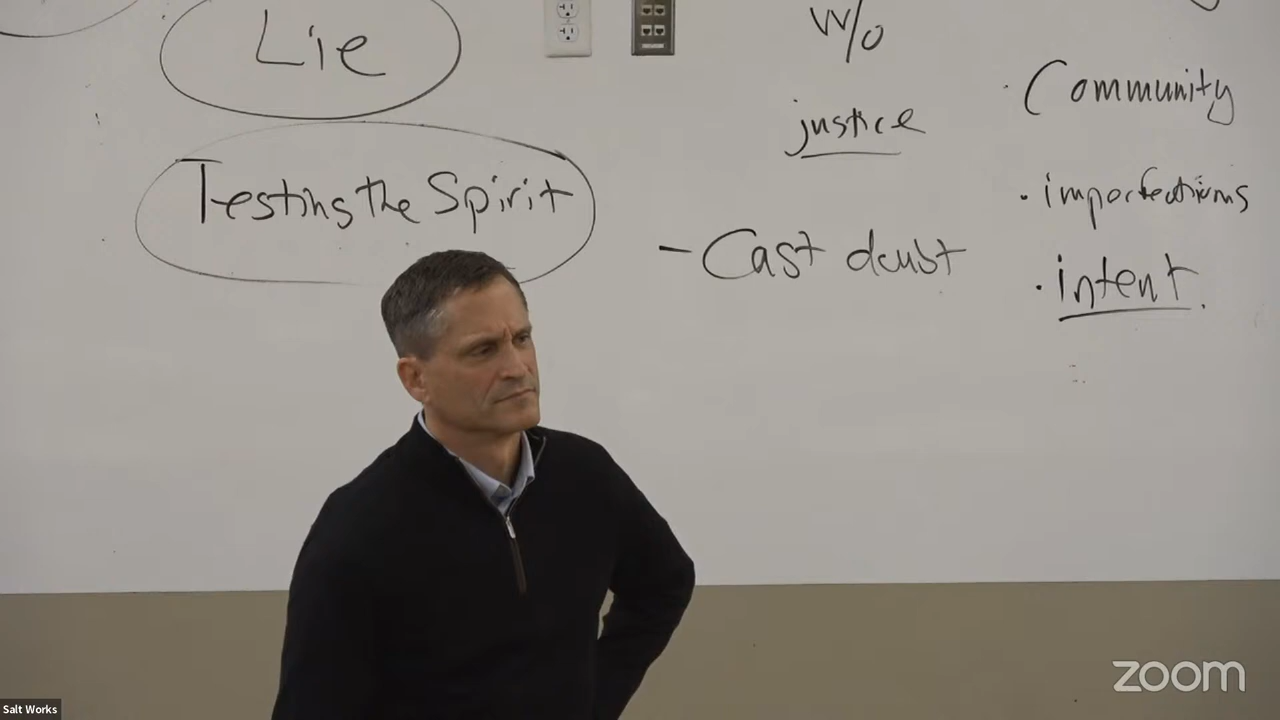 Lie
Testing the Spirit
w/o
justice
- Cast doubt
· Community
· imperfections
· intent.
zoom
Salt Works